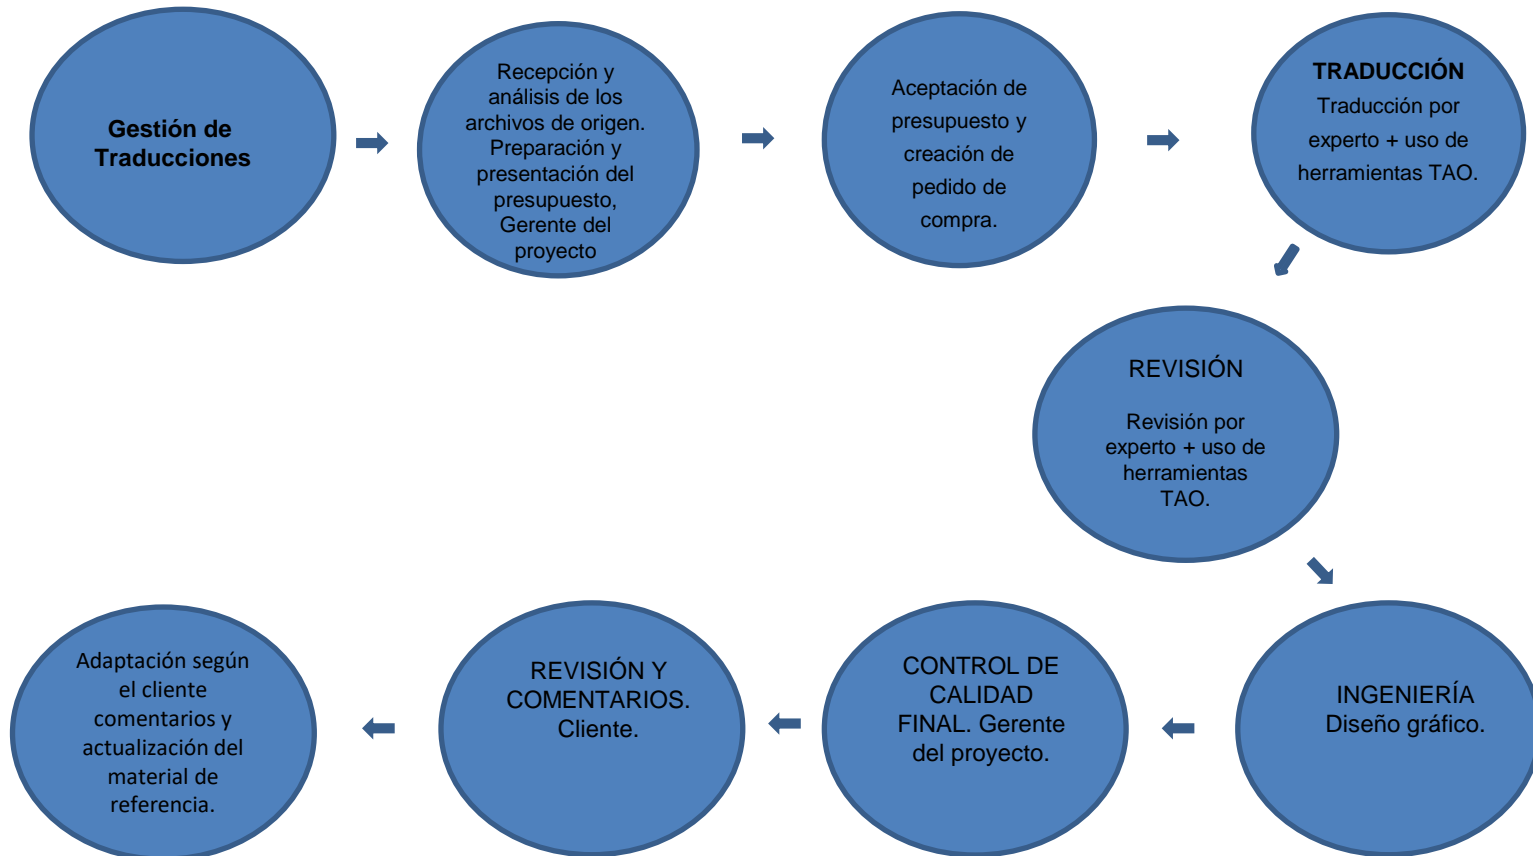 Gestión de
Traducciones
Recepción y
análisis de los
archivos de origen.
Preparación y
presentación del
presupuesto,
Gerente del
proyecto
Aceptación de
presupuesto y
creación de
pedido de
compra.
TRADUCCIÓN
Traducción por
experto + uso de
herramientas TAO.
REVISIÓN
Revisión por
experto + uso de
herramientas
TAO.
INGENIERÍA
Diseño gráfico.
CONTROL DE
CALIDAD
FINAL. Gerente
del proyecto.
REVISIÓN Y
COMENTARIOS.
Cliente.
Adaptación según
el cliente
comentarios y
actualización del
material de
referencia.